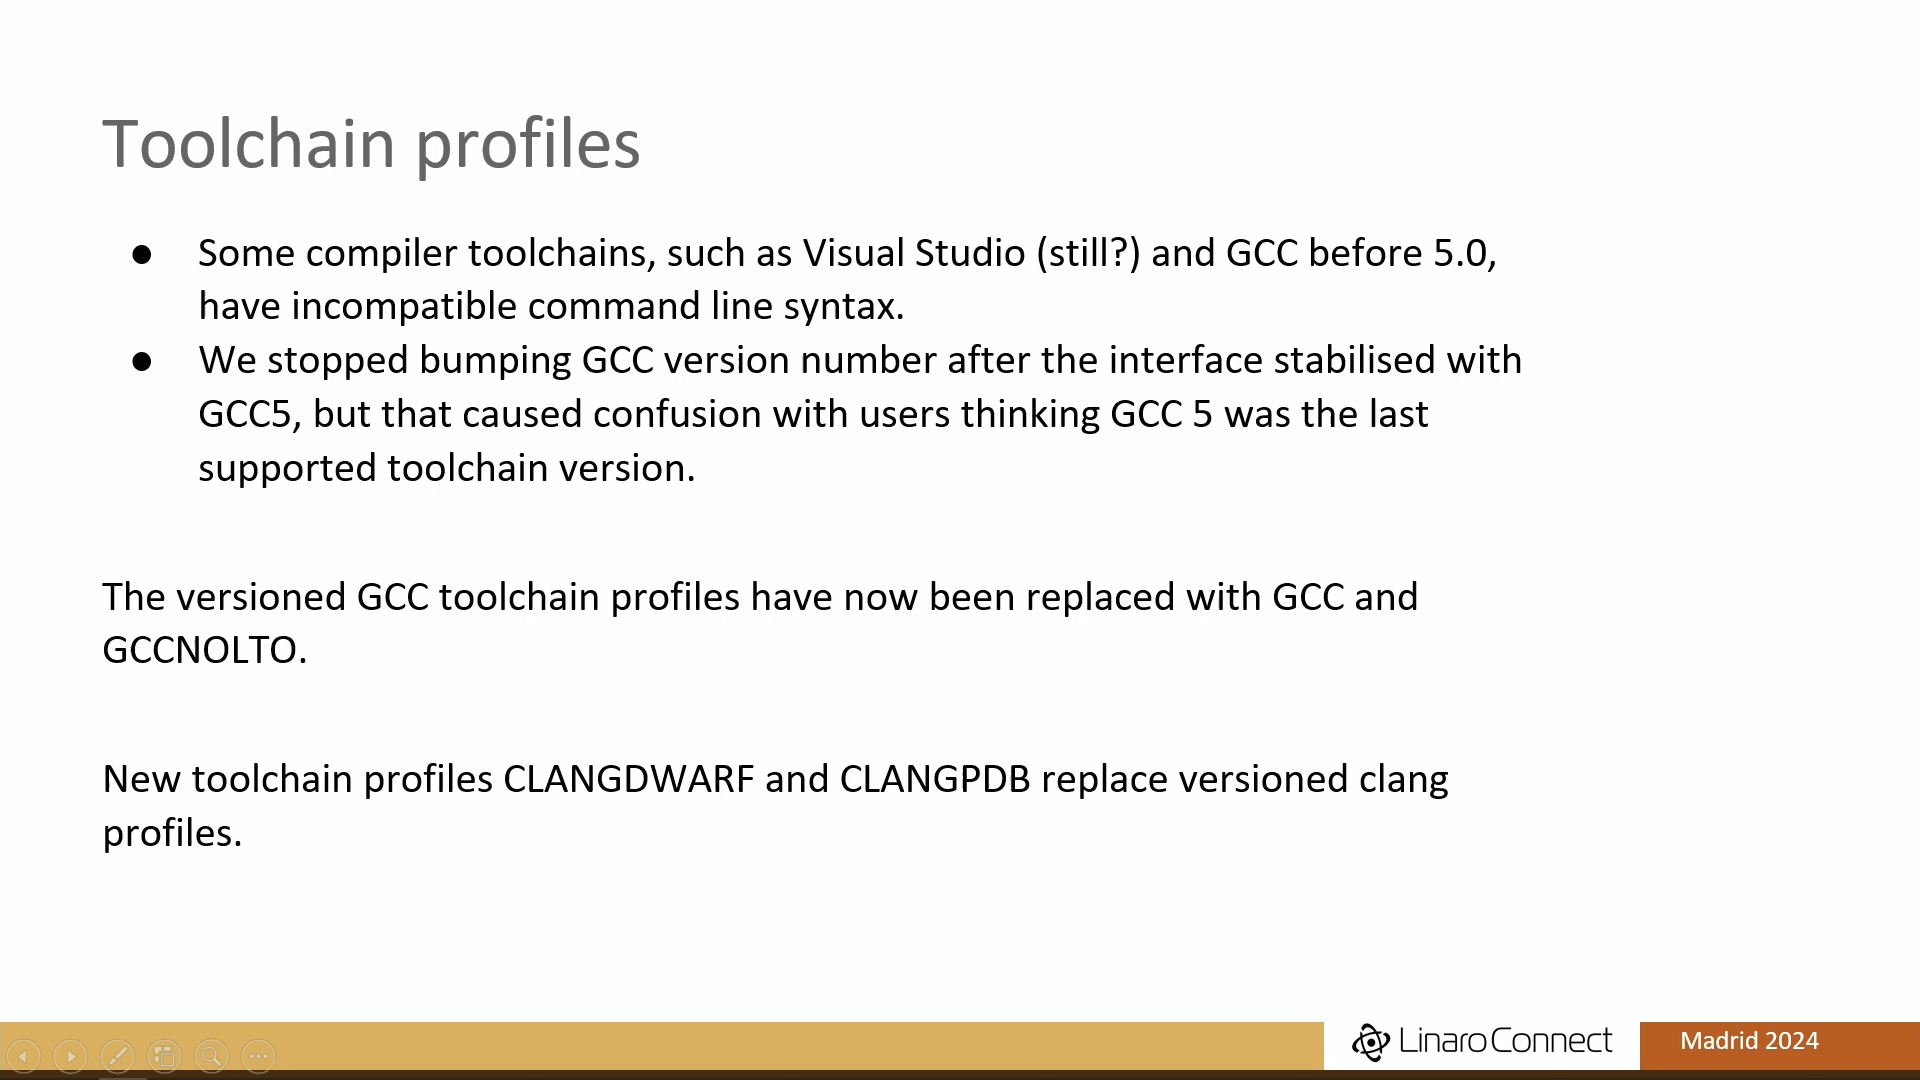 Toolchain profiles
● Some compiler toolchains, such as Visual Studio (still?) and GCC before 5.0,
have incompatible command line syntax.
● We stopped bumping GCC version number after the interface stabilised with
GCC5, but that caused confusion with users thinking GCC 5 was the last
supported toolchain version.
The versioned GCC toolchain profiles have now been replaced with GCC and
GCCNOLTO.
New toolchain profiles CLANGDWARF and CLANGPDB replace versioned clang
profiles.
Linaro Connect
Madrid 2024